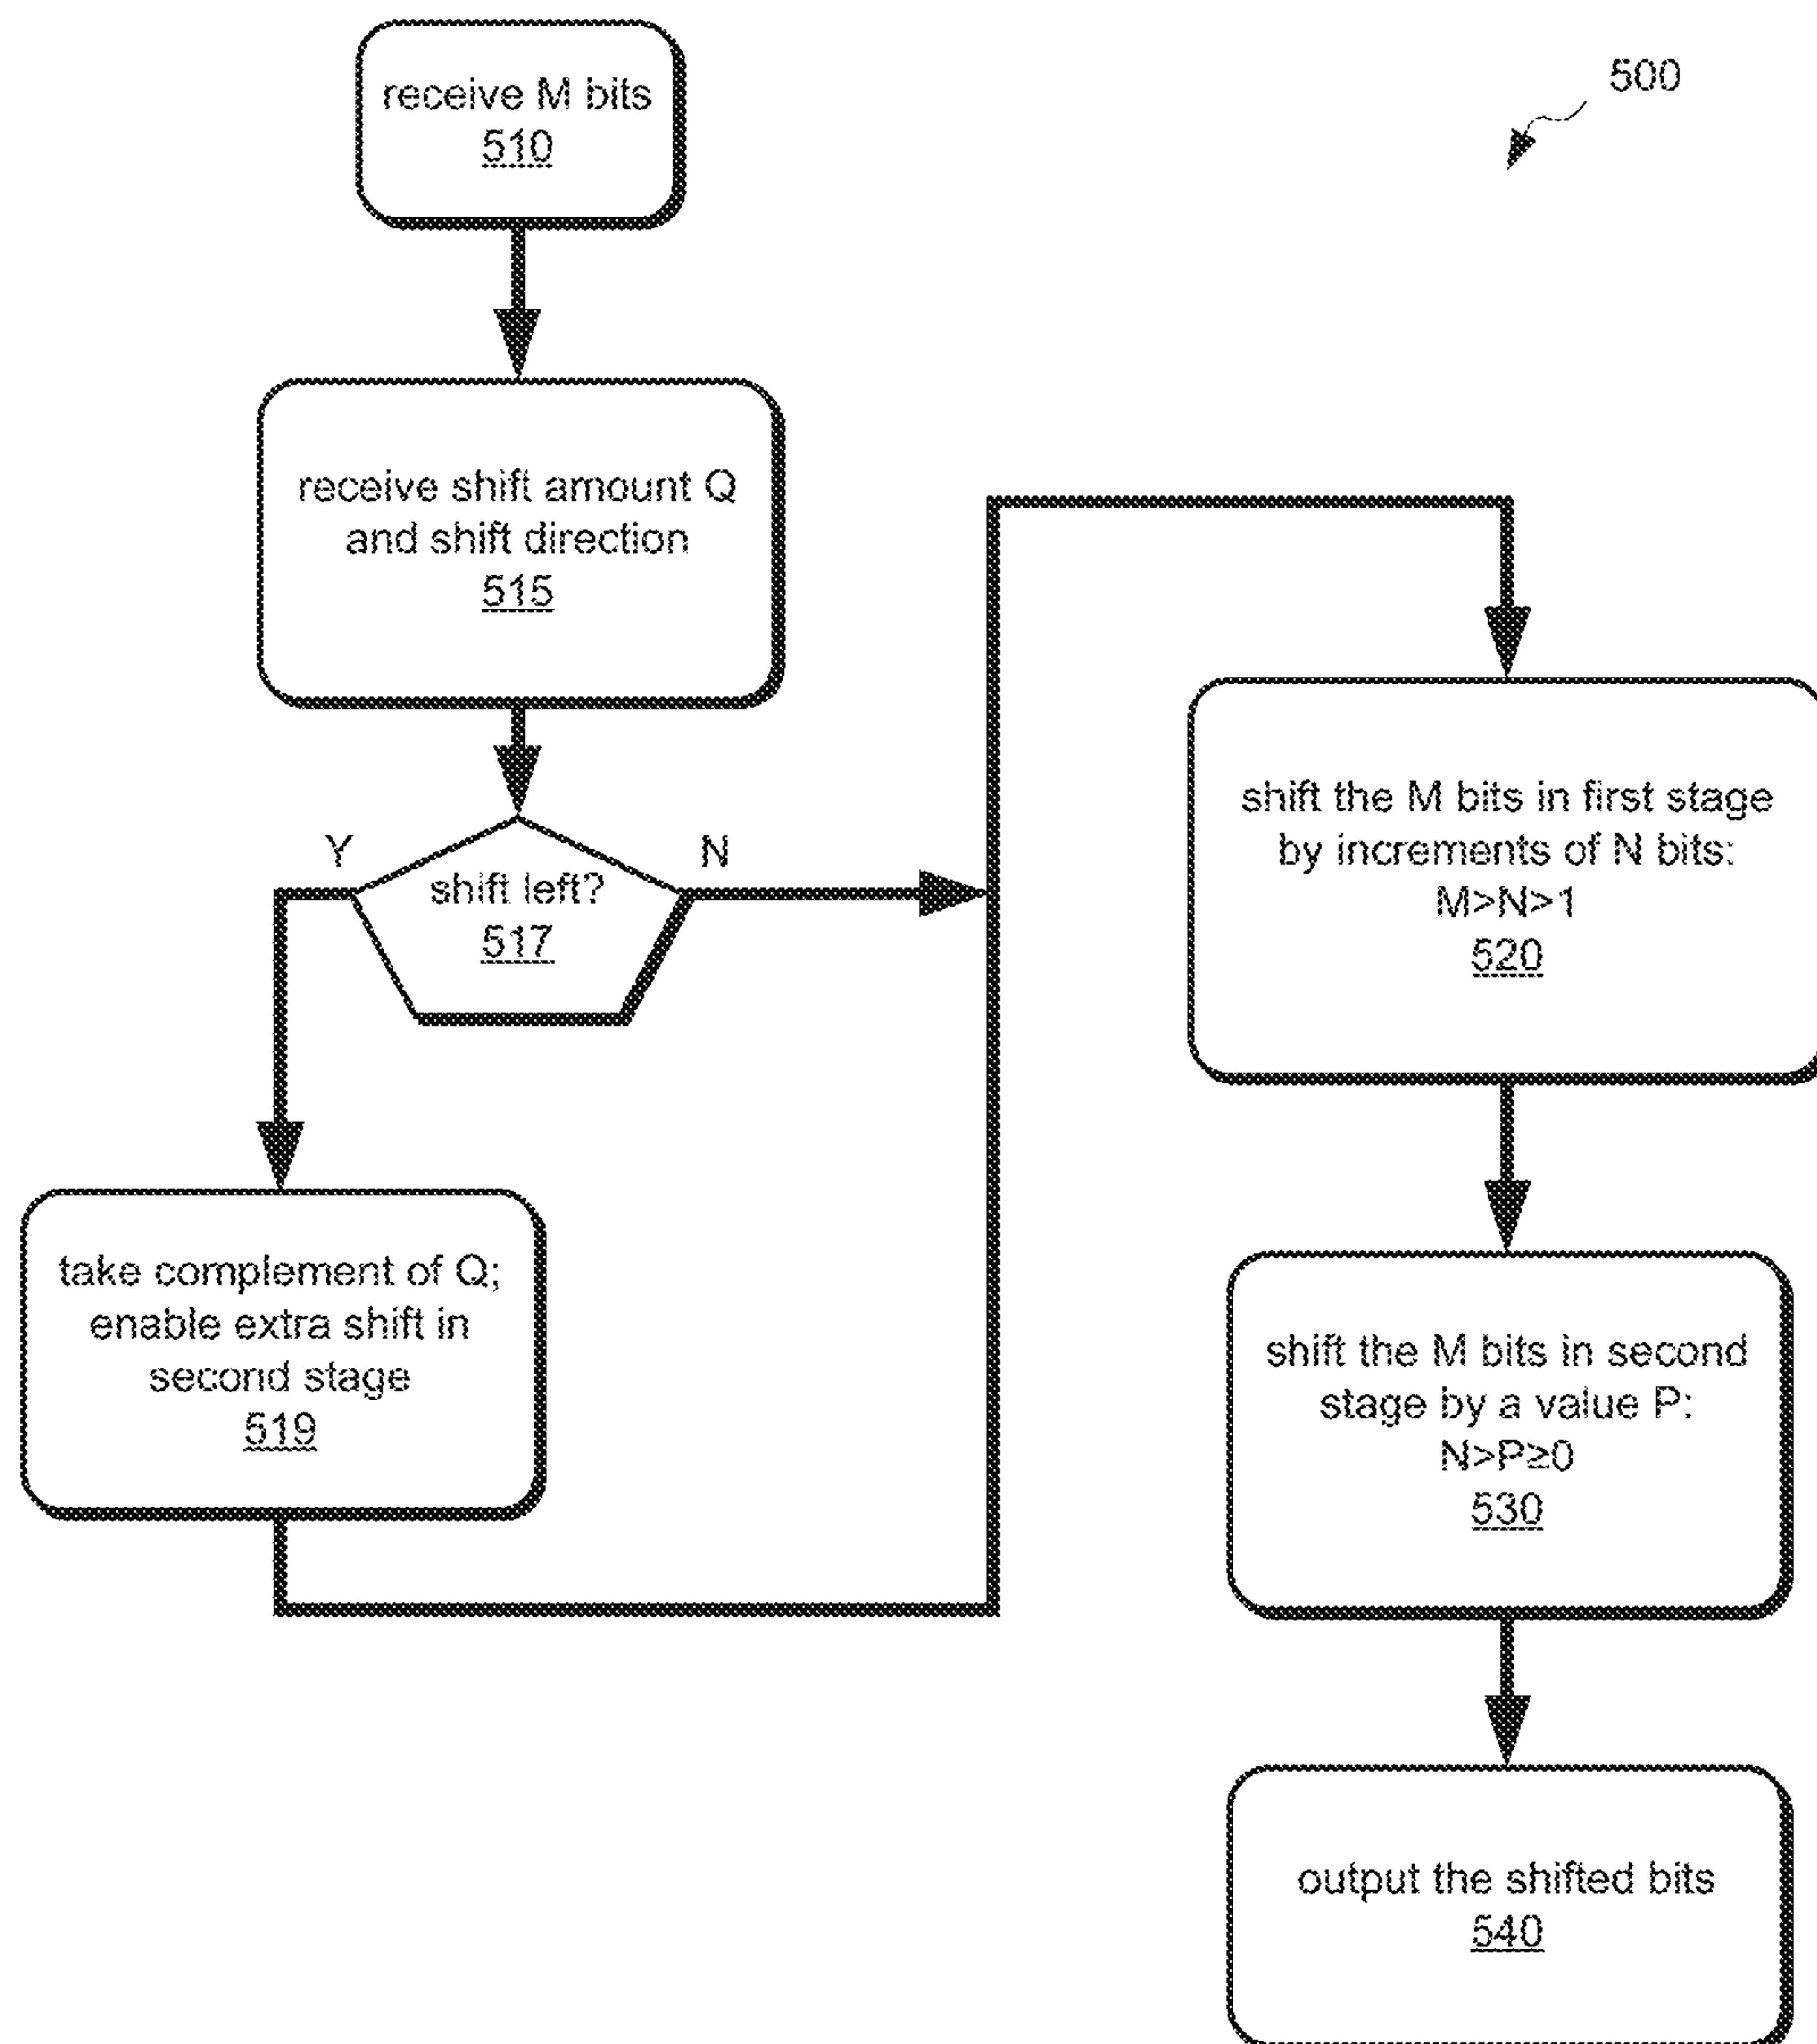 500
receive M bits
510
receive shift amount Q
and shift direction
515
Y
N
shift left?
517
take complement of Q;
enable extra shift in
second stage
519
shift the M bits in first stage
by increments of N bits:
M>N>1
520
shift the M bits in second
stage by a value P:
N>P≥0
530
output the shifted bits
540